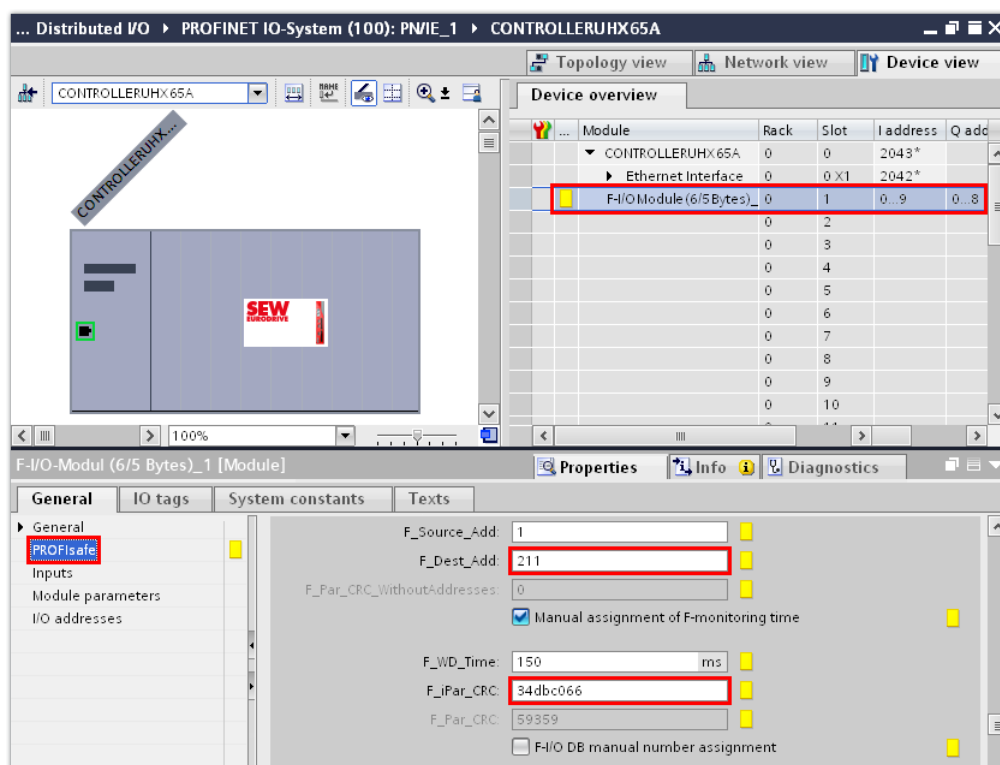 ... Distributed I/O ▸ PROFINET IO-System (100): PN/IE_1 ▸ CONTROLLERUHX65A
Topology view Network view Device view
CONTROLLERUHX65A
Device overview
... Module Rack Slot I address Q add
CONTROLLERUHX65A 0 0 2043*
Ethernet Interface 0 0 X1 2042*
F-I/O Module (6/5 Bytes)_ 0 1 0...9 0...8
0 2
0 3
0 4
0 5
0 6
0 7
0 8
0 9
0 10
CONTROLLERUHX...
SEW
EURODRIVE
100%
F-I/O-Modul (6/5 Bytes)_1 [Module]
Properties Info Diagnostics
General IO tags System constants Texts
General
PROFIsafe
Inputs
Module parameters
I/O addresses
F_Source_Add: 1
F_Dest_Add: 211
F_Par_CRC_WithoutAddresses: 0
Manual assignment of F-monitoring time
F_WD_Time: 150 ms
F_iPar_CRC: 34dbc066
F_Par_CRC: 59359
F-I/O DB manual number assignment